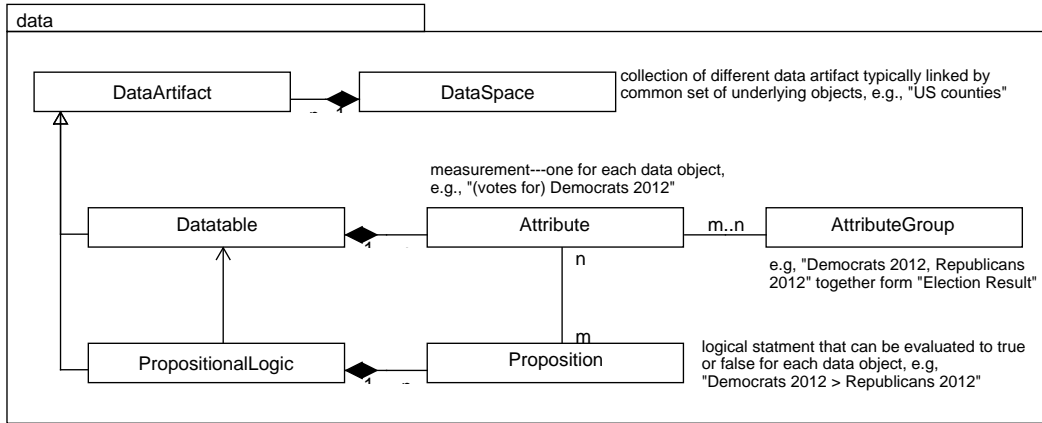 data
DataArtifact
DataSpace
collection of different data artifact typically linked by
common set of underlying objects, e.g., "US counties"
measurement---one for each data object,
e.g., "(votes for) Democrats 2012"
Datatable
Attribute
m..n
AttributeGroup
n
e.g, "Democrats 2012, Republicans
2012" together form "Election Result"
m
PropositionalLogic
Proposition
logical statment that can be evaluated to true
or false for each data object, e.g,
"Democrats 2012 > Republicans 2012"